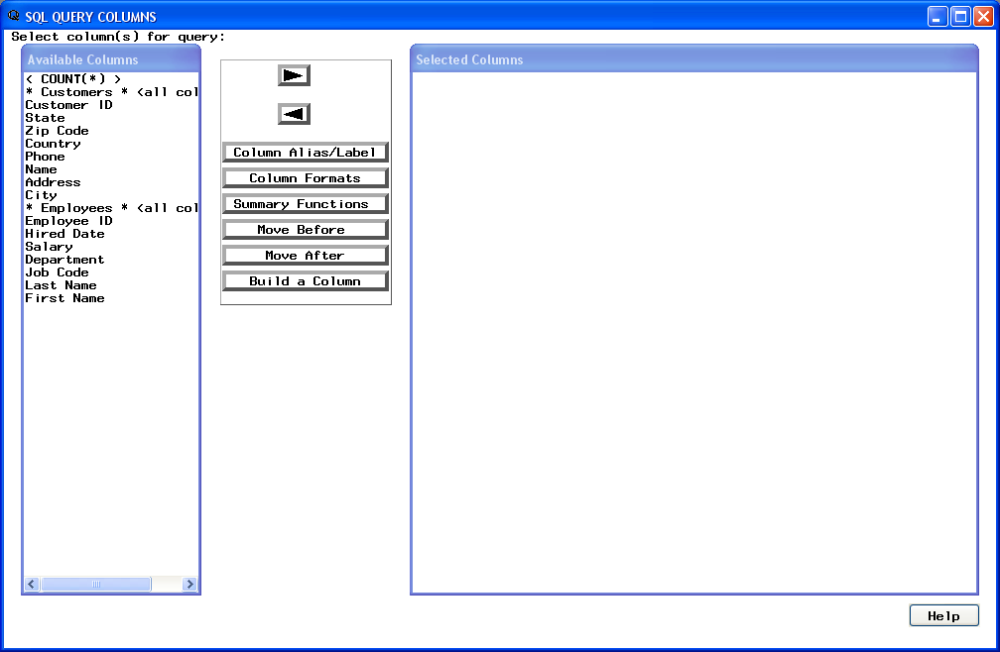 SQL QUERY COLUMNS
Select column(s) for query:
Available Columns
< COUNT(*) >
* Customers * <all col
Customer ID
State
Zip Code
Country
Phone
Name
Address
City
* Employees * <all col
Employee ID
Hired Date
Salary
Department
Job Code
Last Name
First Name
Column Alias/Label
Column Formats
Summary Functions
Move Before
Move After
Build a Column
Selected Columns
Help